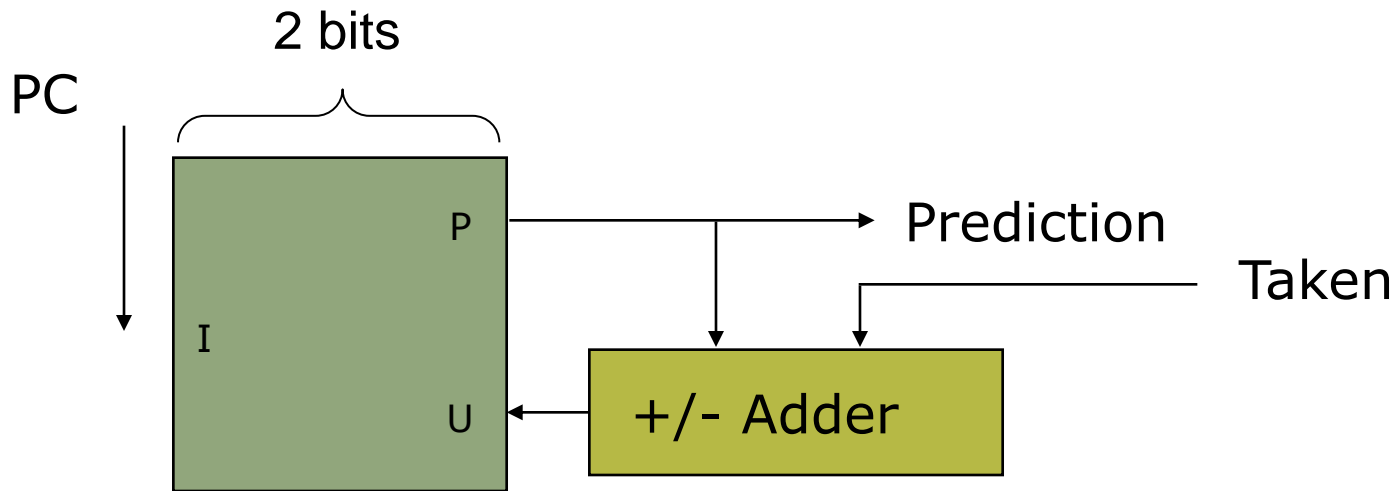 2 bits
PC
P
Prediction
Taken
I
U
+/- Adder